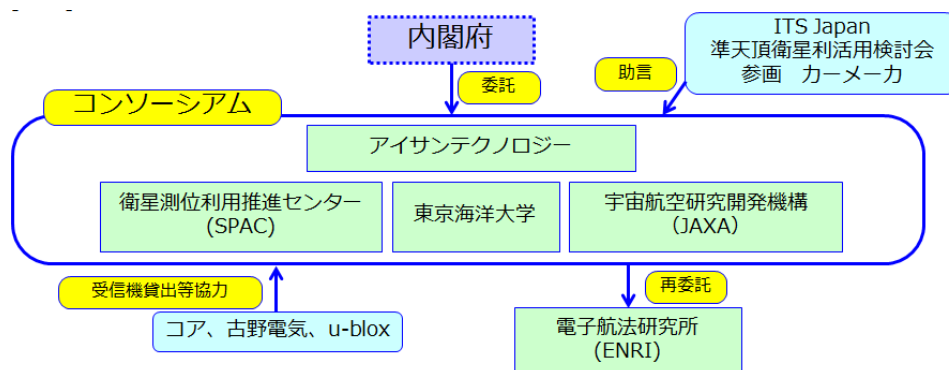 内閣府
ITS Japan
準天頂衛星利活用検討会
参画 カーメーカ
委託
助言
コンソーシアム
アイサンテクノロジー
衛星測位利用推進センター
(SPAC)
東京海洋大学
宇宙航空研究開発機構
（JAXA）
受信機貸出等協力
再委託
コア、古野電気、u-blox
電子航法研究所
(ENRI)